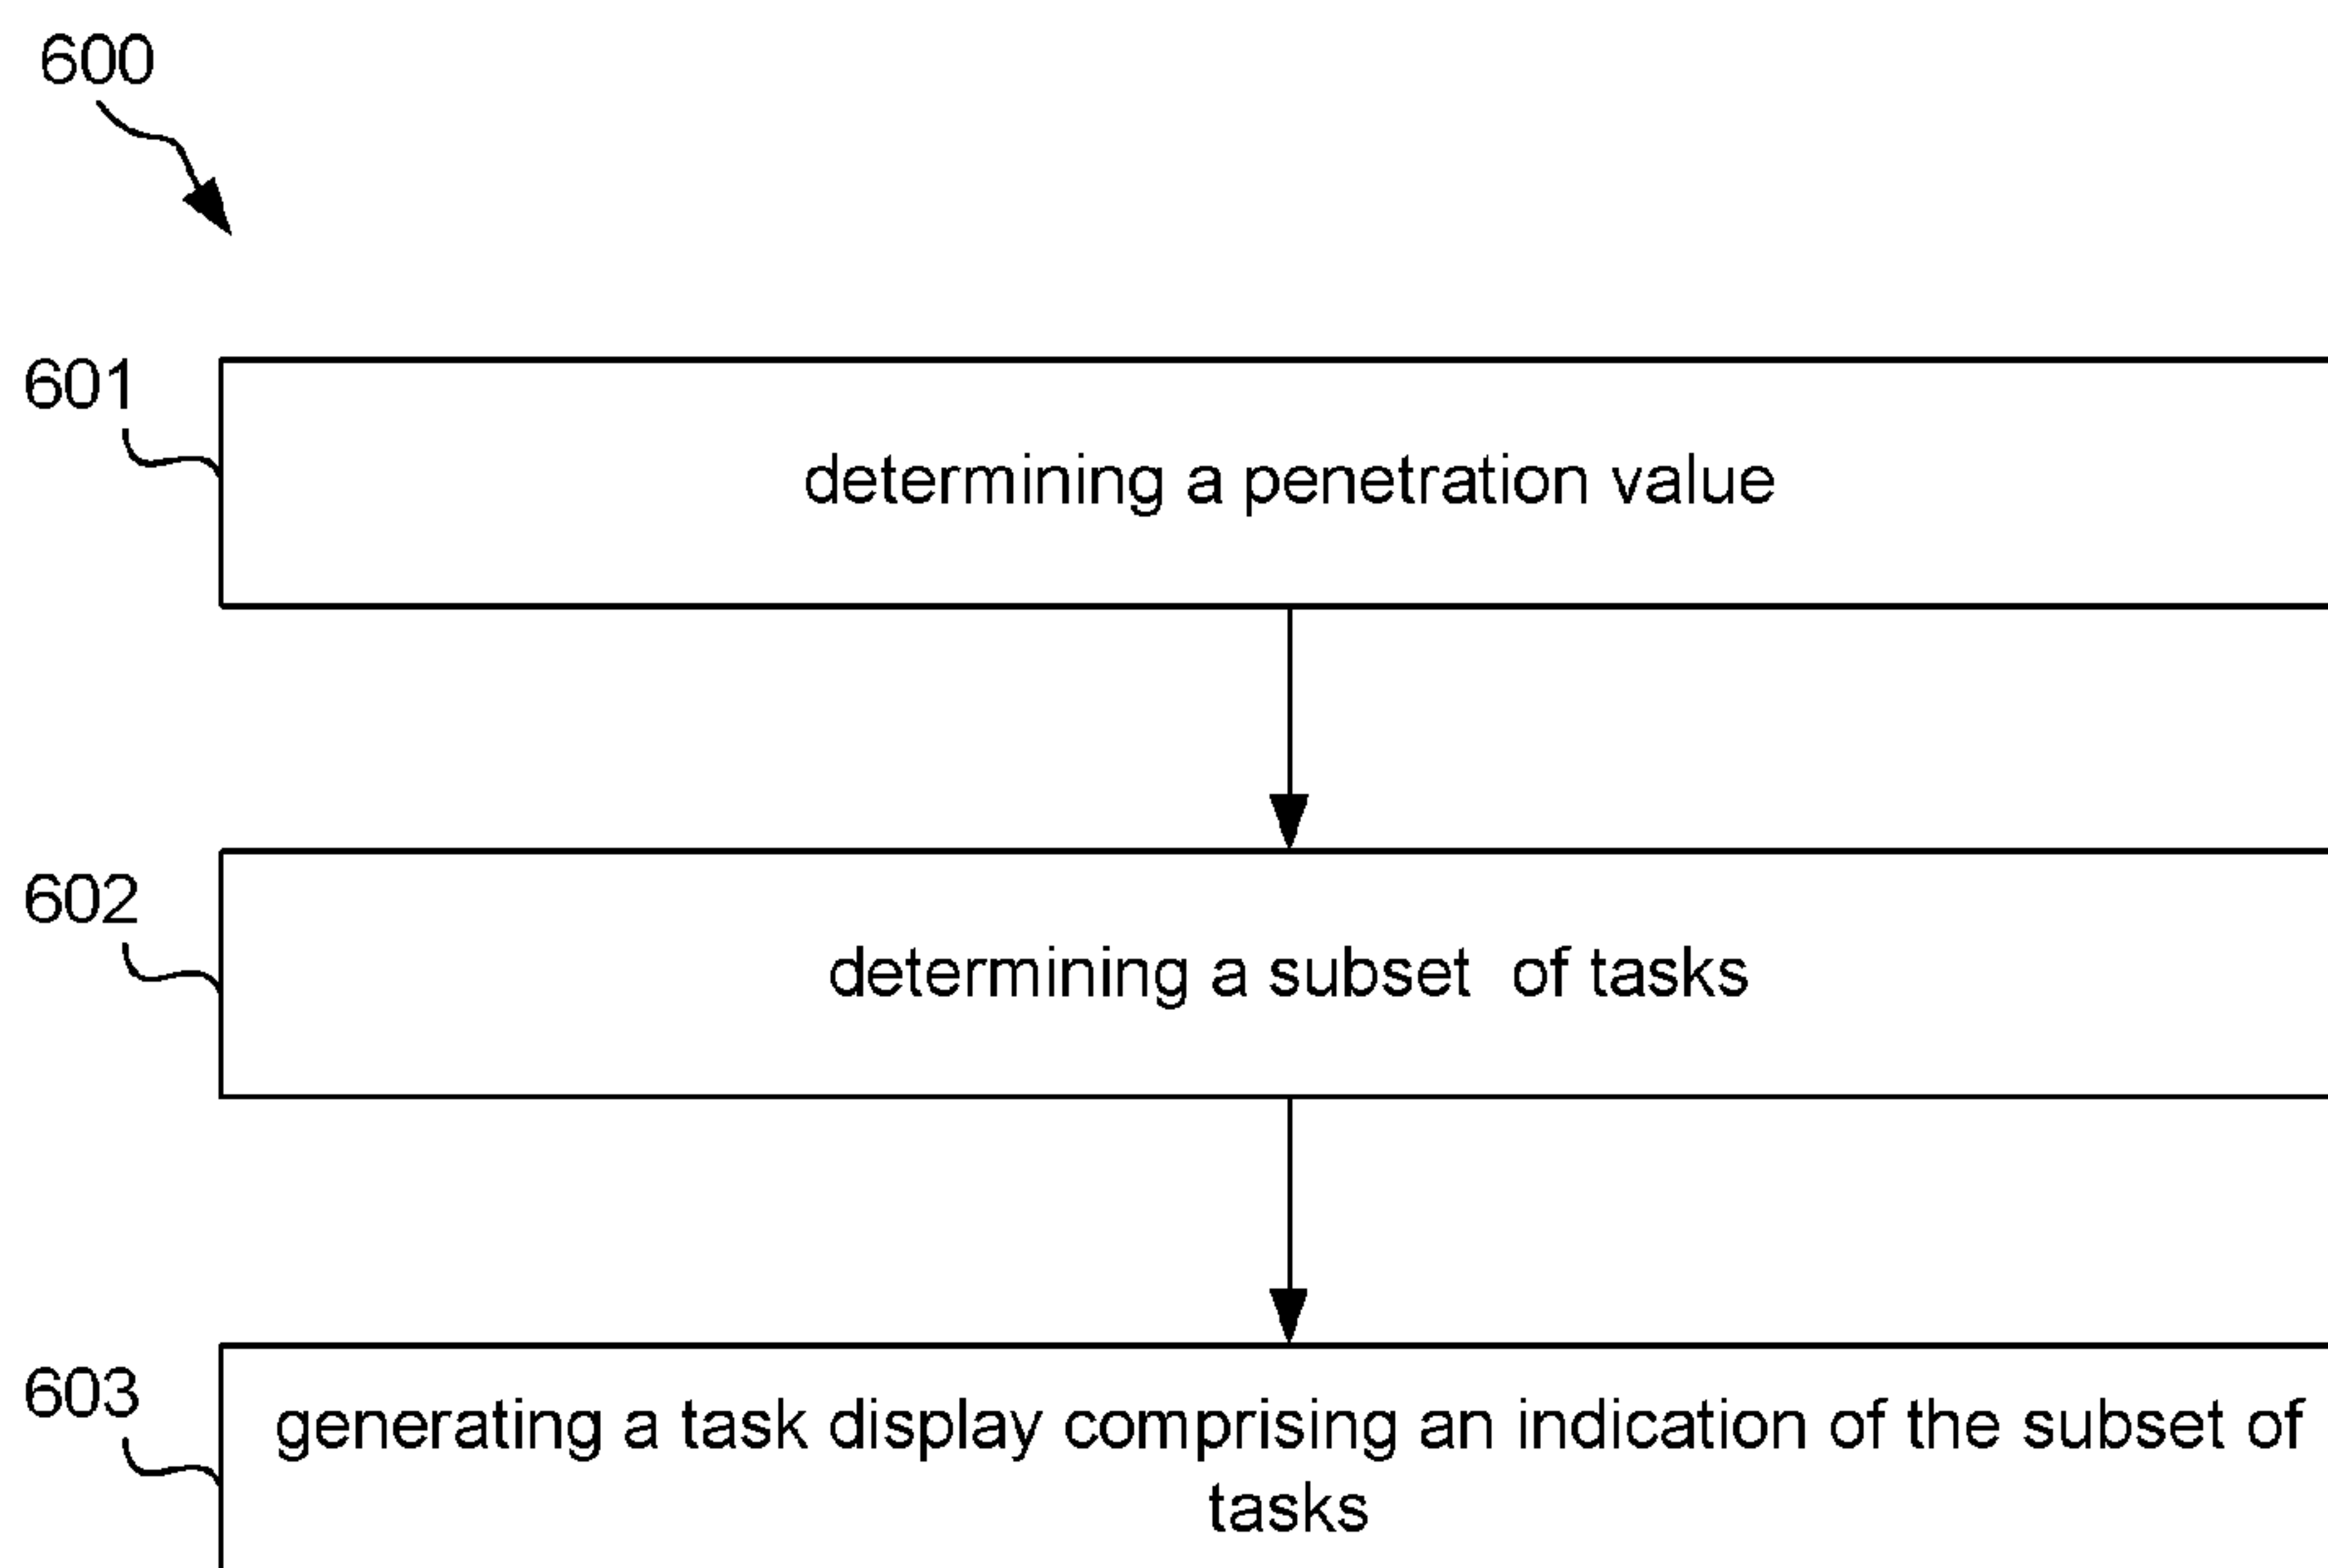 600
601
determining a penetration value
602
determining a subset of tasks
603
generating a task display comprising an indication of the subset of
tasks